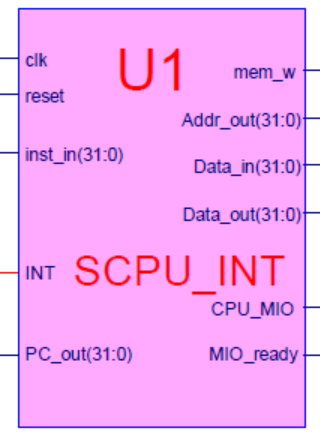 clk
U1
mem_w
reset
Addr_out(31:0)
inst_in(31:0)
Data_in(31:0)
Data_out(31:0)
INT
SCPU_INT
CPU_MIO
PC_out(31:0)
MIO_ready